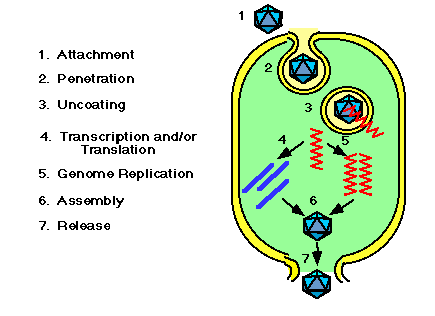 1. Attachment
2. Penetration
3. Uncoating
4. Transcription and/or
Translation
5. Genome Replication
6. Assembly
7. Release
1
2
3
4
5
6
7